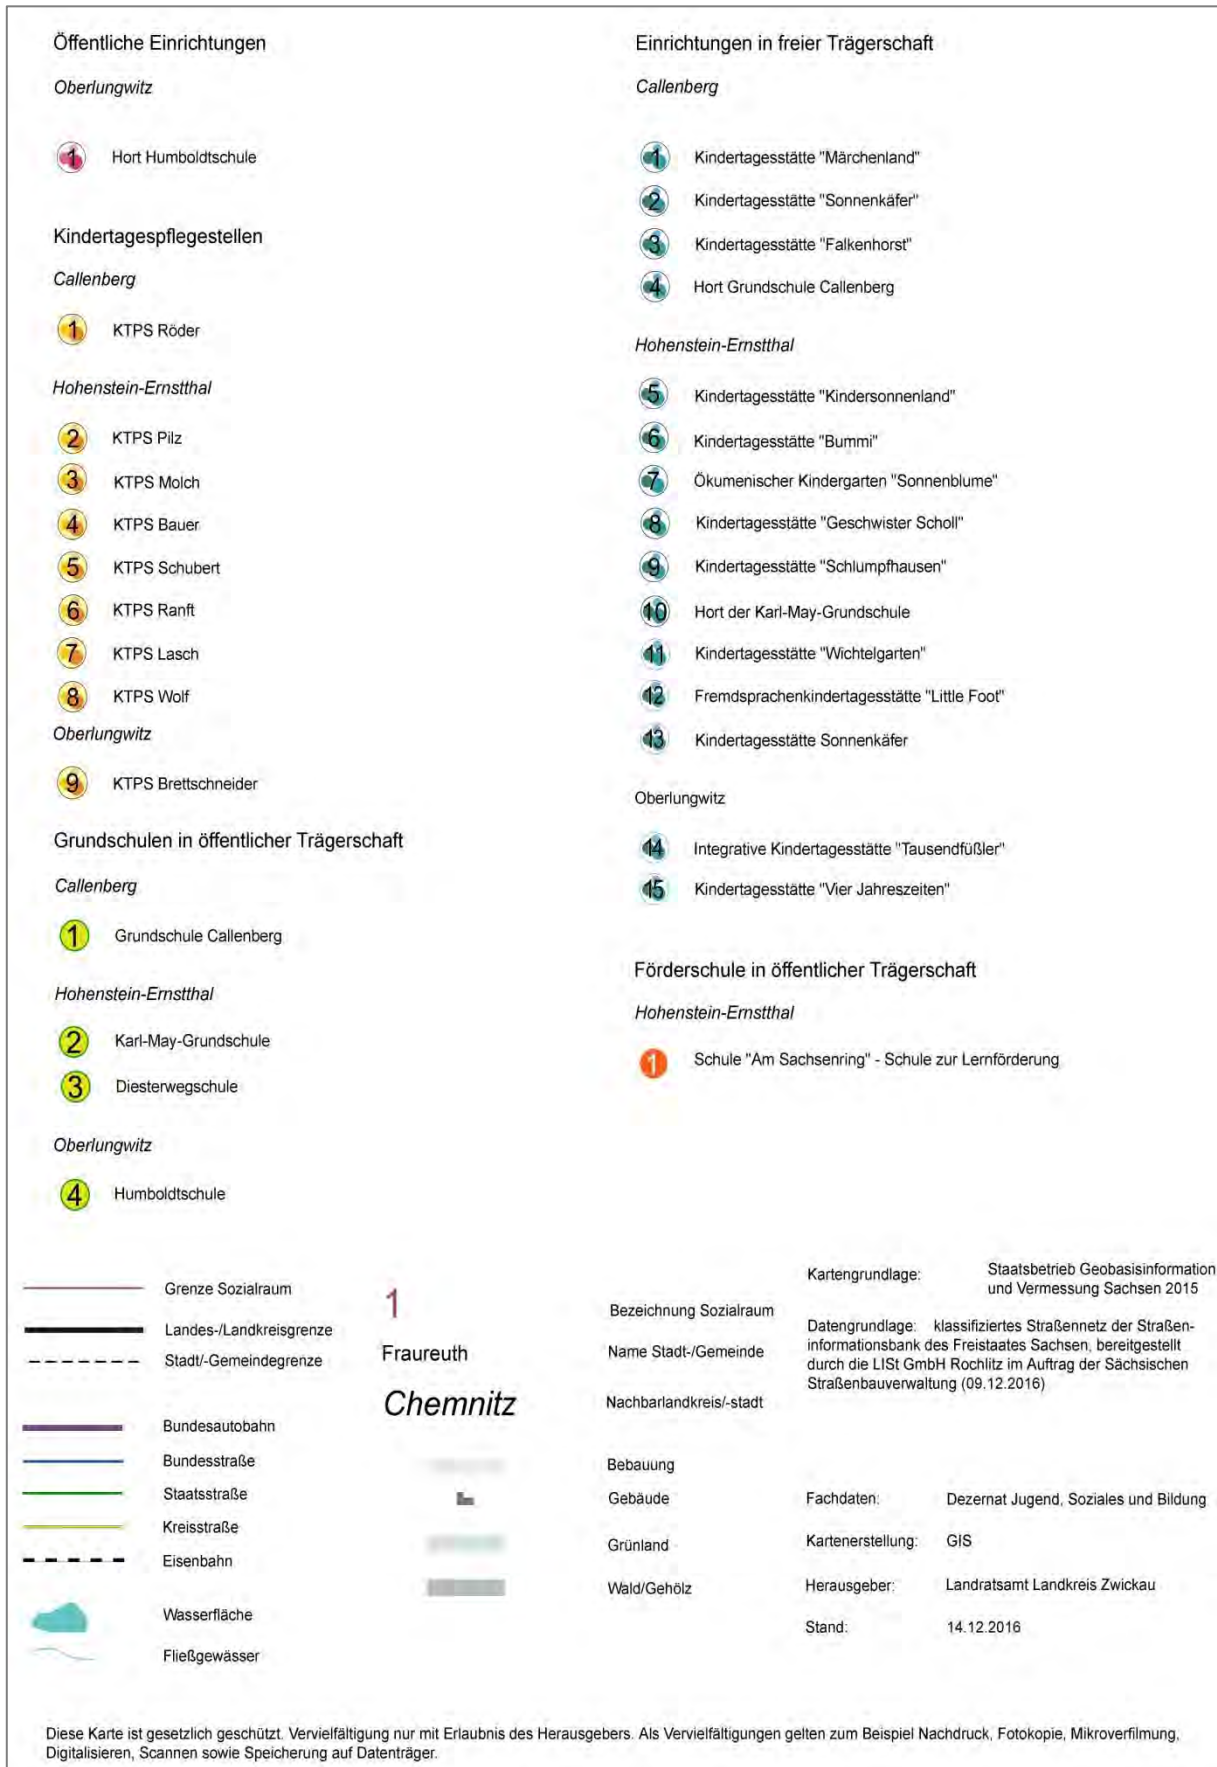 Öffentliche Einrichtungen
Oberlungwitz
1 Hort Humboldtschule
Kindertagespflegestellen
Callenberg
1 KTPS Röder
Hohenstein-Ernstthal
2 KTPS Pilz
3 KTPS Molch
4 KTPS Bauer
5 KTPS Schubert
6 KTPS Ranft
7 KTPS Lasch
8 KTPS Wolf
Oberlungwitz
9 KTPS Brettschneider
Grundschulen in öffentlicher Trägerschaft
Callenberg
1 Grundschule Callenberg
Hohenstein-Ernstthal
2 Karl-May-Grundschule
3 Diesterwegschule
Oberlungwitz
4 Humboldtschule
Einrichtungen in freier Trägerschaft
Callenberg
1 Kindertagesstätte "Märchenland"
2 Kindertagesstätte "Sonnenkäfer"
3 Kindertagesstätte "Falkenhorst"
4 Hort Grundschule Callenberg
Hohenstein-Ernstthal
5 Kindertagesstätte "Kindersonnenland"
6 Kindertagesstätte "Bummi"
7 Ökumenischer Kindergarten "Sonnenblume"
8 Kindertagesstätte "Geschwister Scholl"
9 Kindertagesstätte "Schlumpfhausen"
10 Hort der Karl-May-Grundschule
11 Kindertagesstätte "Wichtelgarten"
12 Fremdsprachenkindertagesstätte "Little Foot"
13 Kindertagesstätte Sonnenkäfer
Oberlungwitz
14 Integrative Kindertagesstätte "Tausendfüßler"
15 Kindertagesstätte "Vier Jahreszeiten"
Förderschule in öffentlicher Trägerschaft
Hohenstein-Ernstthal
1 Schule "Am Sachsenring" - Schule zur Lernförderung
Grenze Sozialraum
Landes-/Landkreisgrenze
Stadt/-Gemeindegrenze
Bundesautobahn
Bundesstraße
Staatsstraße
Kreisstraße
Eisenbahn
Wasserfläche
Fließgewässer
1 Bezeichnung Sozialraum
Fraureuth Name Stadt-/Gemeinde
Chemnitz Nachbarlandkreis/-stadt
Bebauung
Gebäude
Grünland
Wald/Gehölz
Kartengrundlage: Staatsbetrieb Geobasisinformation
und Vermessung Sachsen 2015
Datengrundlage: klassifiziertes Straßennetz der Straßen-
informationsbank des Freistaates Sachsen, bereitgestellt
durch die LISt GmbH Rochlitz im Auftrag der Sächsischen
Straßenbauverwaltung (09.12.2016)
Fachdaten: Dezernat Jugend, Soziales und Bildung
Kartenerstellung: GIS
Herausgeber: Landratsamt Landkreis Zwickau
Stand: 14.12.2016
Diese Karte ist gesetzlich geschützt. Vervielfältigung nur mit Erlaubnis des Herausgebers. Als Vervielfältigungen gelten zum Beispiel Nachdruck, Fotokopie, Mikroverfilmung,
Digitalisieren, Scannen sowie Speicherung auf Datenträger.